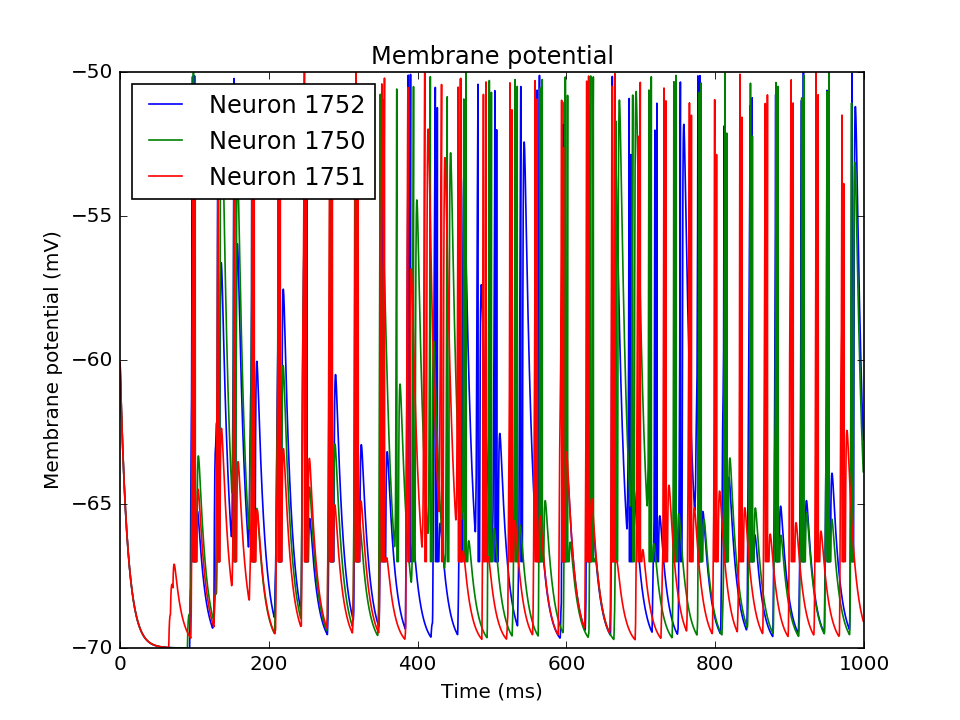 Membrane potential
−50
Neuron 1752
Neuron 1750
Neuron 1751
−55
−60
−65
−70
Membrane potential (mV)
0 200 400 600 800 1000
Time (ms)